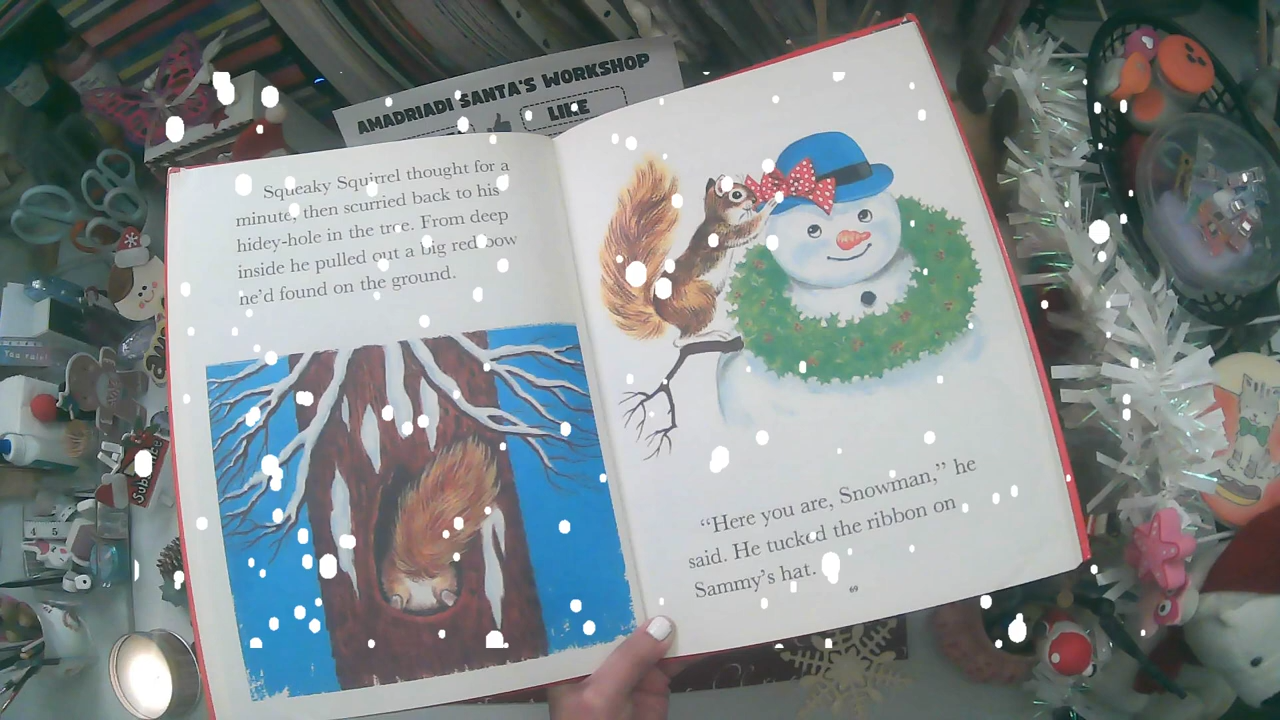 AMADRIADI SANTA'S WORKSHOP
LIKE
Squeaky Squirrel thought for a
minute, then scurried back to his
hidey-hole in the tree. From deep
inside he pulled out a big red bow
he'd found on the ground.
"Here you are, Snowman," he
said. He tucked the ribbon on
Sammy's hat.
69